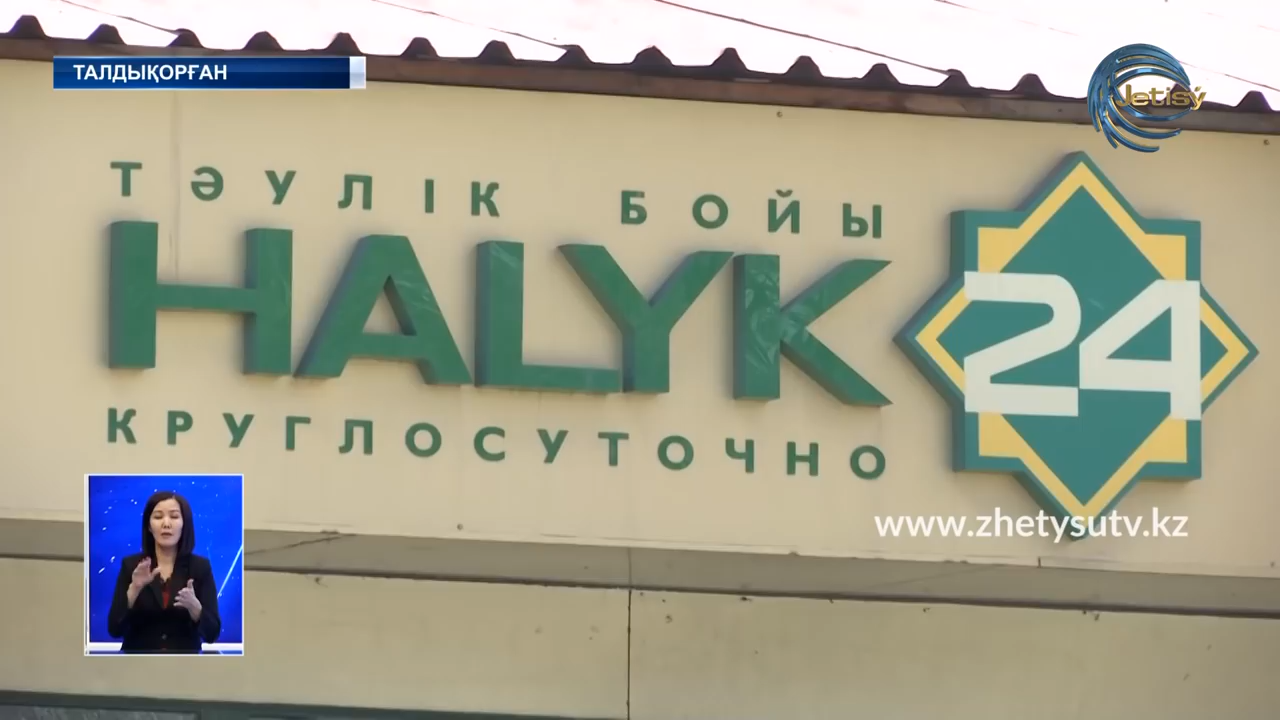 ТАЛДЫҚОРҒАН
Jetisý
ТӘУЛІК БОЙЫ
HALYK 24
КРУГЛОСУТОЧНО
www.zhetysutv.kz